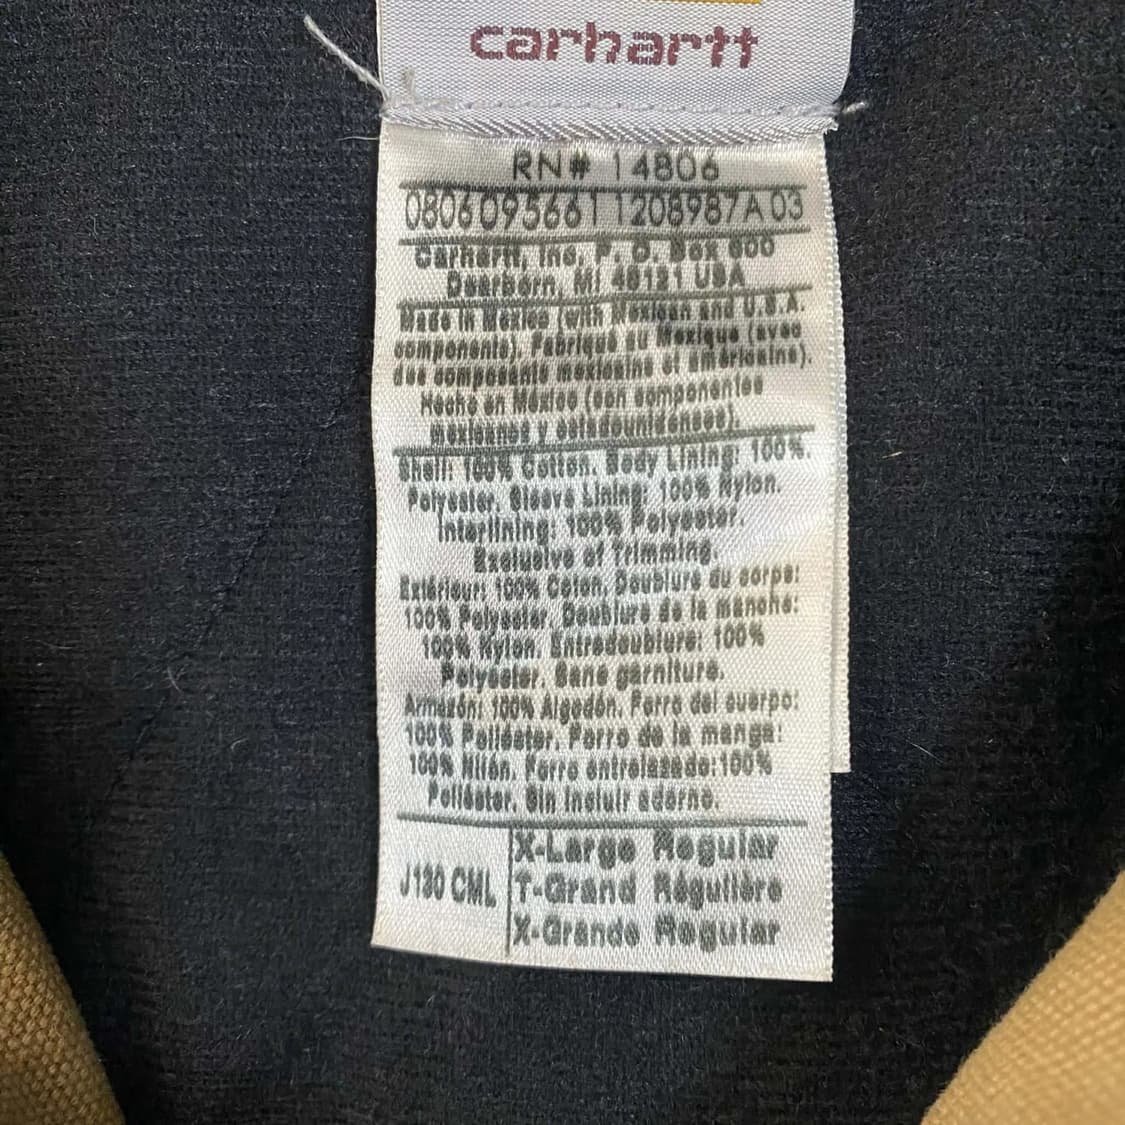 carhartt
RN# 14806
0806095661 1208987A 03
Carhartt, Inc. P. O. Box 600
Dearborn, MI 48121 USA
Made in Mexico (with Mexican and U.S.A.
components). Fabriqué au Mexique (avec
des composants mexicains et américains).
Hecho en México (con componentes
mexicanos y estadounidenses).
Shell: 100% Cotton. Body Lining: 100%.
Polyester. Sleeve Lining: 100% Nylon.
Interlining: 100% Polyester.
Exclusive of Trimming.
Extérieur: 100% Coton. Doublure du corps:
100% Polyester. Doublure de la manche:
100% Nylon. Entredoublure: 100%
Polyester. Sans garniture.
Armazón: 100% Algodón. Forro del cuerpo:
100% Poliéster. Forro de la manga:
100% Nilón. Forro entrelazado:100%
Poliéster. Sin incluir adorno.
J130 CML
X-Large Regular
T-Grand Régulière
X-Grande Regular